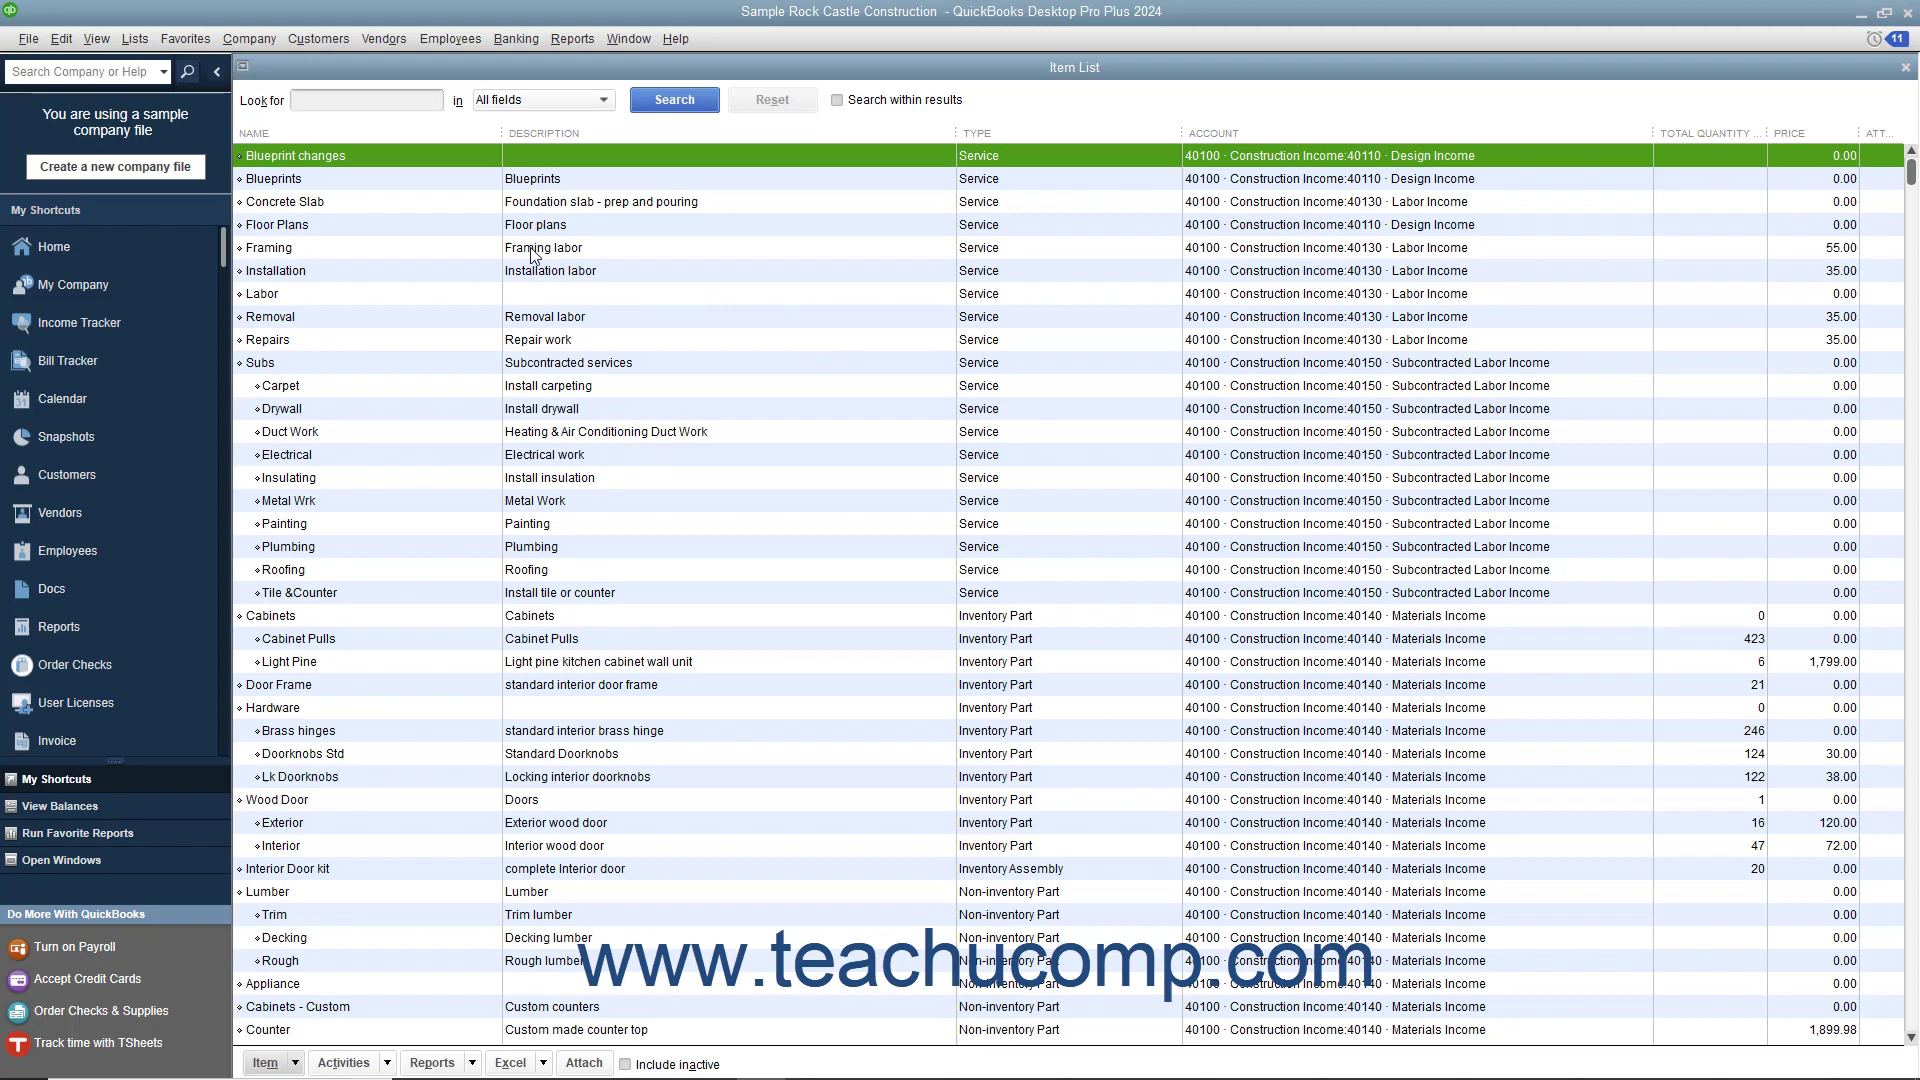 Sample Rock Castle Construction - QuickBooks Desktop Pro Plus 2024
File Edit View Lists Favorites Company Customers Vendors Employees Banking Reports Window Help 11
Search Company or Help
Item List
Look for in All fields Search Reset Search within results
You are using a sample company file
Create a new company file
My Shortcuts
Home
My Company
Income Tracker
Bill Tracker
Calendar
Snapshots
Customers
Vendors
Employees
Docs
Reports
Order Checks
User Licenses
Invoice
My Shortcuts
View Balances
Run Favorite Reports
Open Windows
Do More With QuickBooks
Turn on Payroll
Accept Credit Cards
Order Checks & Supplies
Track time with TSheets
NAME DESCRIPTION TYPE ACCOUNT TOTAL QUANTITY ... PRICE ATT...
Blueprint changes Service 40100 · Construction Income:40110 · Design Income 0.00
Blueprints Blueprints Service 40100 · Construction Income:40110 · Design Income 0.00
Concrete Slab Foundation slab - prep and pouring Service 40100 · Construction Income:40130 · Labor Income 0.00
Floor Plans Floor plans Service 40100 · Construction Income:40110 · Design Income 0.00
Framing Framing labor Service 40100 · Construction Income:40130 · Labor Income 55.00
Installation Installation labor Service 40100 · Construction Income:40130 · Labor Income 35.00
Labor Service 40100 · Construction Income:40130 · Labor Income 0.00
Removal Removal labor Service 40100 · Construction Income:40130 · Labor Income 35.00
Repairs Repair work Service 40100 · Construction Income:40130 · Labor Income 35.00
Subs Subcontracted services Service 40100 · Construction Income:40150 · Subcontracted Labor Income 0.00
Carpet Install carpeting Service 40100 · Construction Income:40150 · Subcontracted Labor Income 0.00
Drywall Install drywall Service 40100 · Construction Income:40150 · Subcontracted Labor Income 0.00
Duct Work Heating & Air Conditioning Duct Work Service 40100 · Construction Income:40150 · Subcontracted Labor Income 0.00
Electrical Electrical work Service 40100 · Construction Income:40150 · Subcontracted Labor Income 0.00
Insulating Install insulation Service 40100 · Construction Income:40150 · Subcontracted Labor Income 0.00
Metal Wrk Metal Work Service 40100 · Construction Income:40150 · Subcontracted Labor Income 0.00
Painting Painting Service 40100 · Construction Income:40150 · Subcontracted Labor Income 0.00
Plumbing Plumbing Service 40100 · Construction Income:40150 · Subcontracted Labor Income 0.00
Roofing Roofing Service 40100 · Construction Income:40150 · Subcontracted Labor Income 0.00
Tile &Counter Install tile or counter Service 40100 · Construction Income:40150 · Subcontracted Labor Income 0.00
Cabinets Cabinets Inventory Part 40100 · Construction Income:40140 · Materials Income 0 0.00
Cabinet Pulls Cabinet Pulls Inventory Part 40100 · Construction Income:40140 · Materials Income 423 0.00
Light Pine Light pine kitchen cabinet wall unit Inventory Part 40100 · Construction Income:40140 · Materials Income 6 1,799.00
Door Frame standard interior door frame Inventory Part 40100 · Construction Income:40140 · Materials Income 21 0.00
Hardware Inventory Part 40100 · Construction Income:40140 · Materials Income 0 0.00
Brass hinges standard interior brass hinge Inventory Part 40100 · Construction Income:40140 · Materials Income 246 0.00
Doorknobs Std Standard Doorknobs Inventory Part 40100 · Construction Income:40140 · Materials Income 124 30.00
Lk Doorknobs Locking interior doorknobs Inventory Part 40100 · Construction Income:40140 · Materials Income 122 38.00
Wood Door Doors Inventory Part 40100 · Construction Income:40140 · Materials Income 1 0.00
Exterior Exterior wood door Inventory Part 40100 · Construction Income:40140 · Materials Income 16 120.00
Interior Interior wood door Inventory Part 40100 · Construction Income:40140 · Materials Income 47 72.00
Interior Door kit complete Interior door Inventory Assembly 40100 · Construction Income:40140 · Materials Income 20 0.00
Lumber Lumber Non-inventory Part 40100 · Construction Income:40140 · Materials Income 0.00
Trim Trim lumber Non-inventory Part 40100 · Construction Income:40140 · Materials Income 0.00
Decking Decking lumber Non-inventory Part 40100 · Construction Income:40140 · Materials Income 0.00
Rough Rough lumber Non-inventory Part 40100 · Construction Income:40140 · Materials Income 0.00
Appliance Non-inventory Part 40100 · Construction Income:40140 · Materials Income 0.00
Cabinets - Custom Custom counters Non-inventory Part 40100 · Construction Income:40140 · Materials Income 0.00
Counter Custom made counter top Non-inventory Part 40100 · Construction Income:40140 · Materials Income 1,899.98
www.teachucomp.com
Item Activities Reports Excel Attach Include inactive